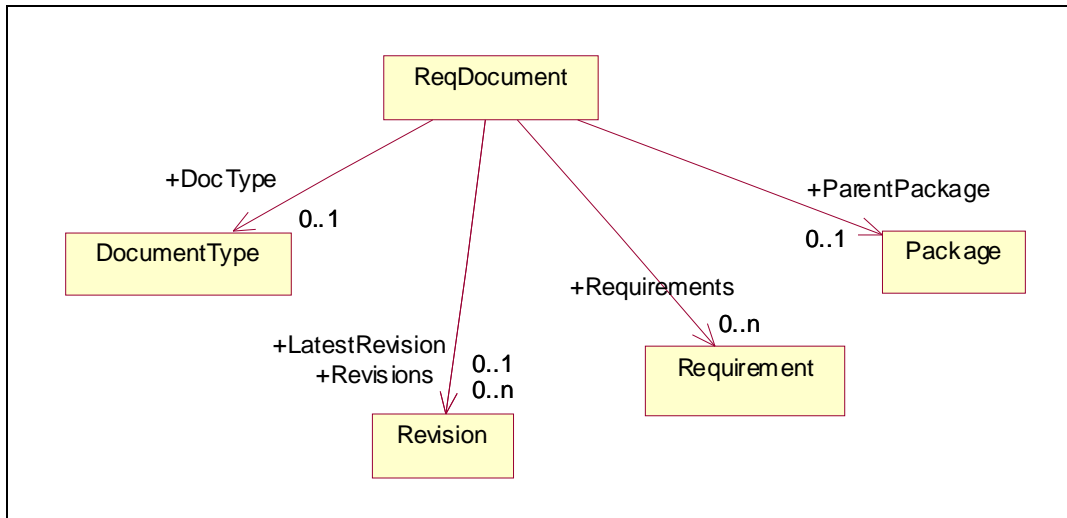 ReqDocument
+DocType
0..1
DocumentType
+ParentPackage
0..1
Package
+Requirements
0..n
Requirement
+LatestRevision
0..1
+Revisions
0..n
Revision